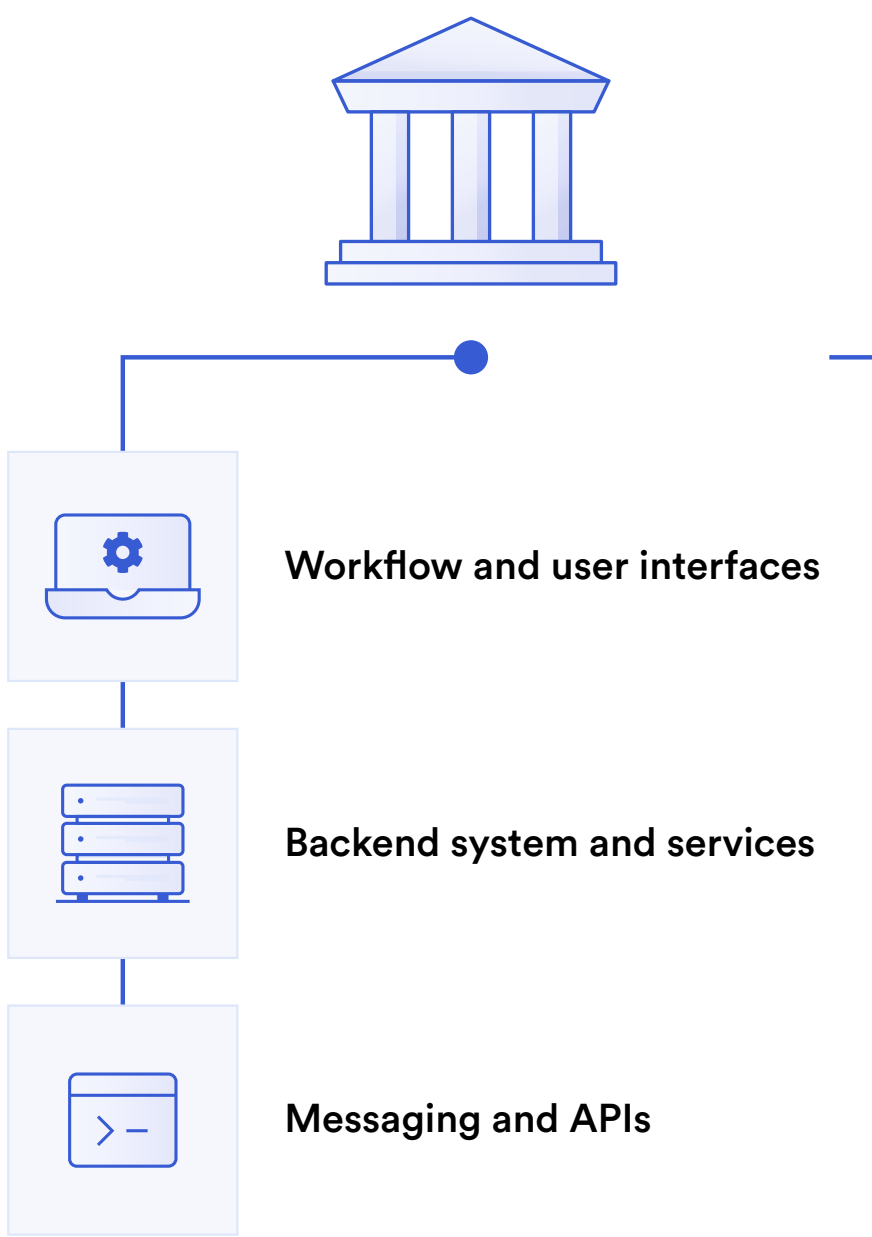 Workflow and user interfaces
Backend system and services
Messaging and APIs